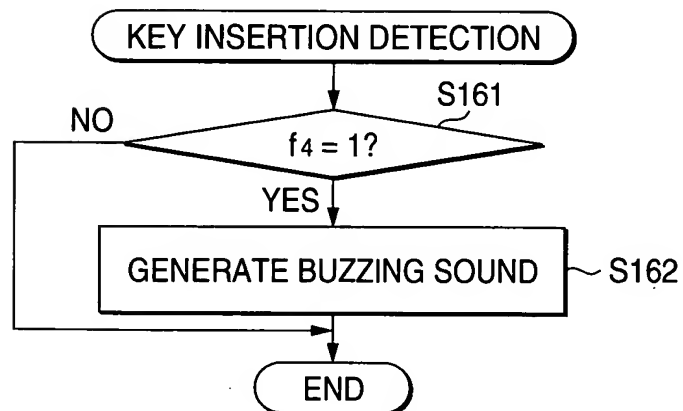 KEY INSERTION DETECTION
S161
NO
f4 = 1?
YES
GENERATE BUZZING SOUND
S162
END